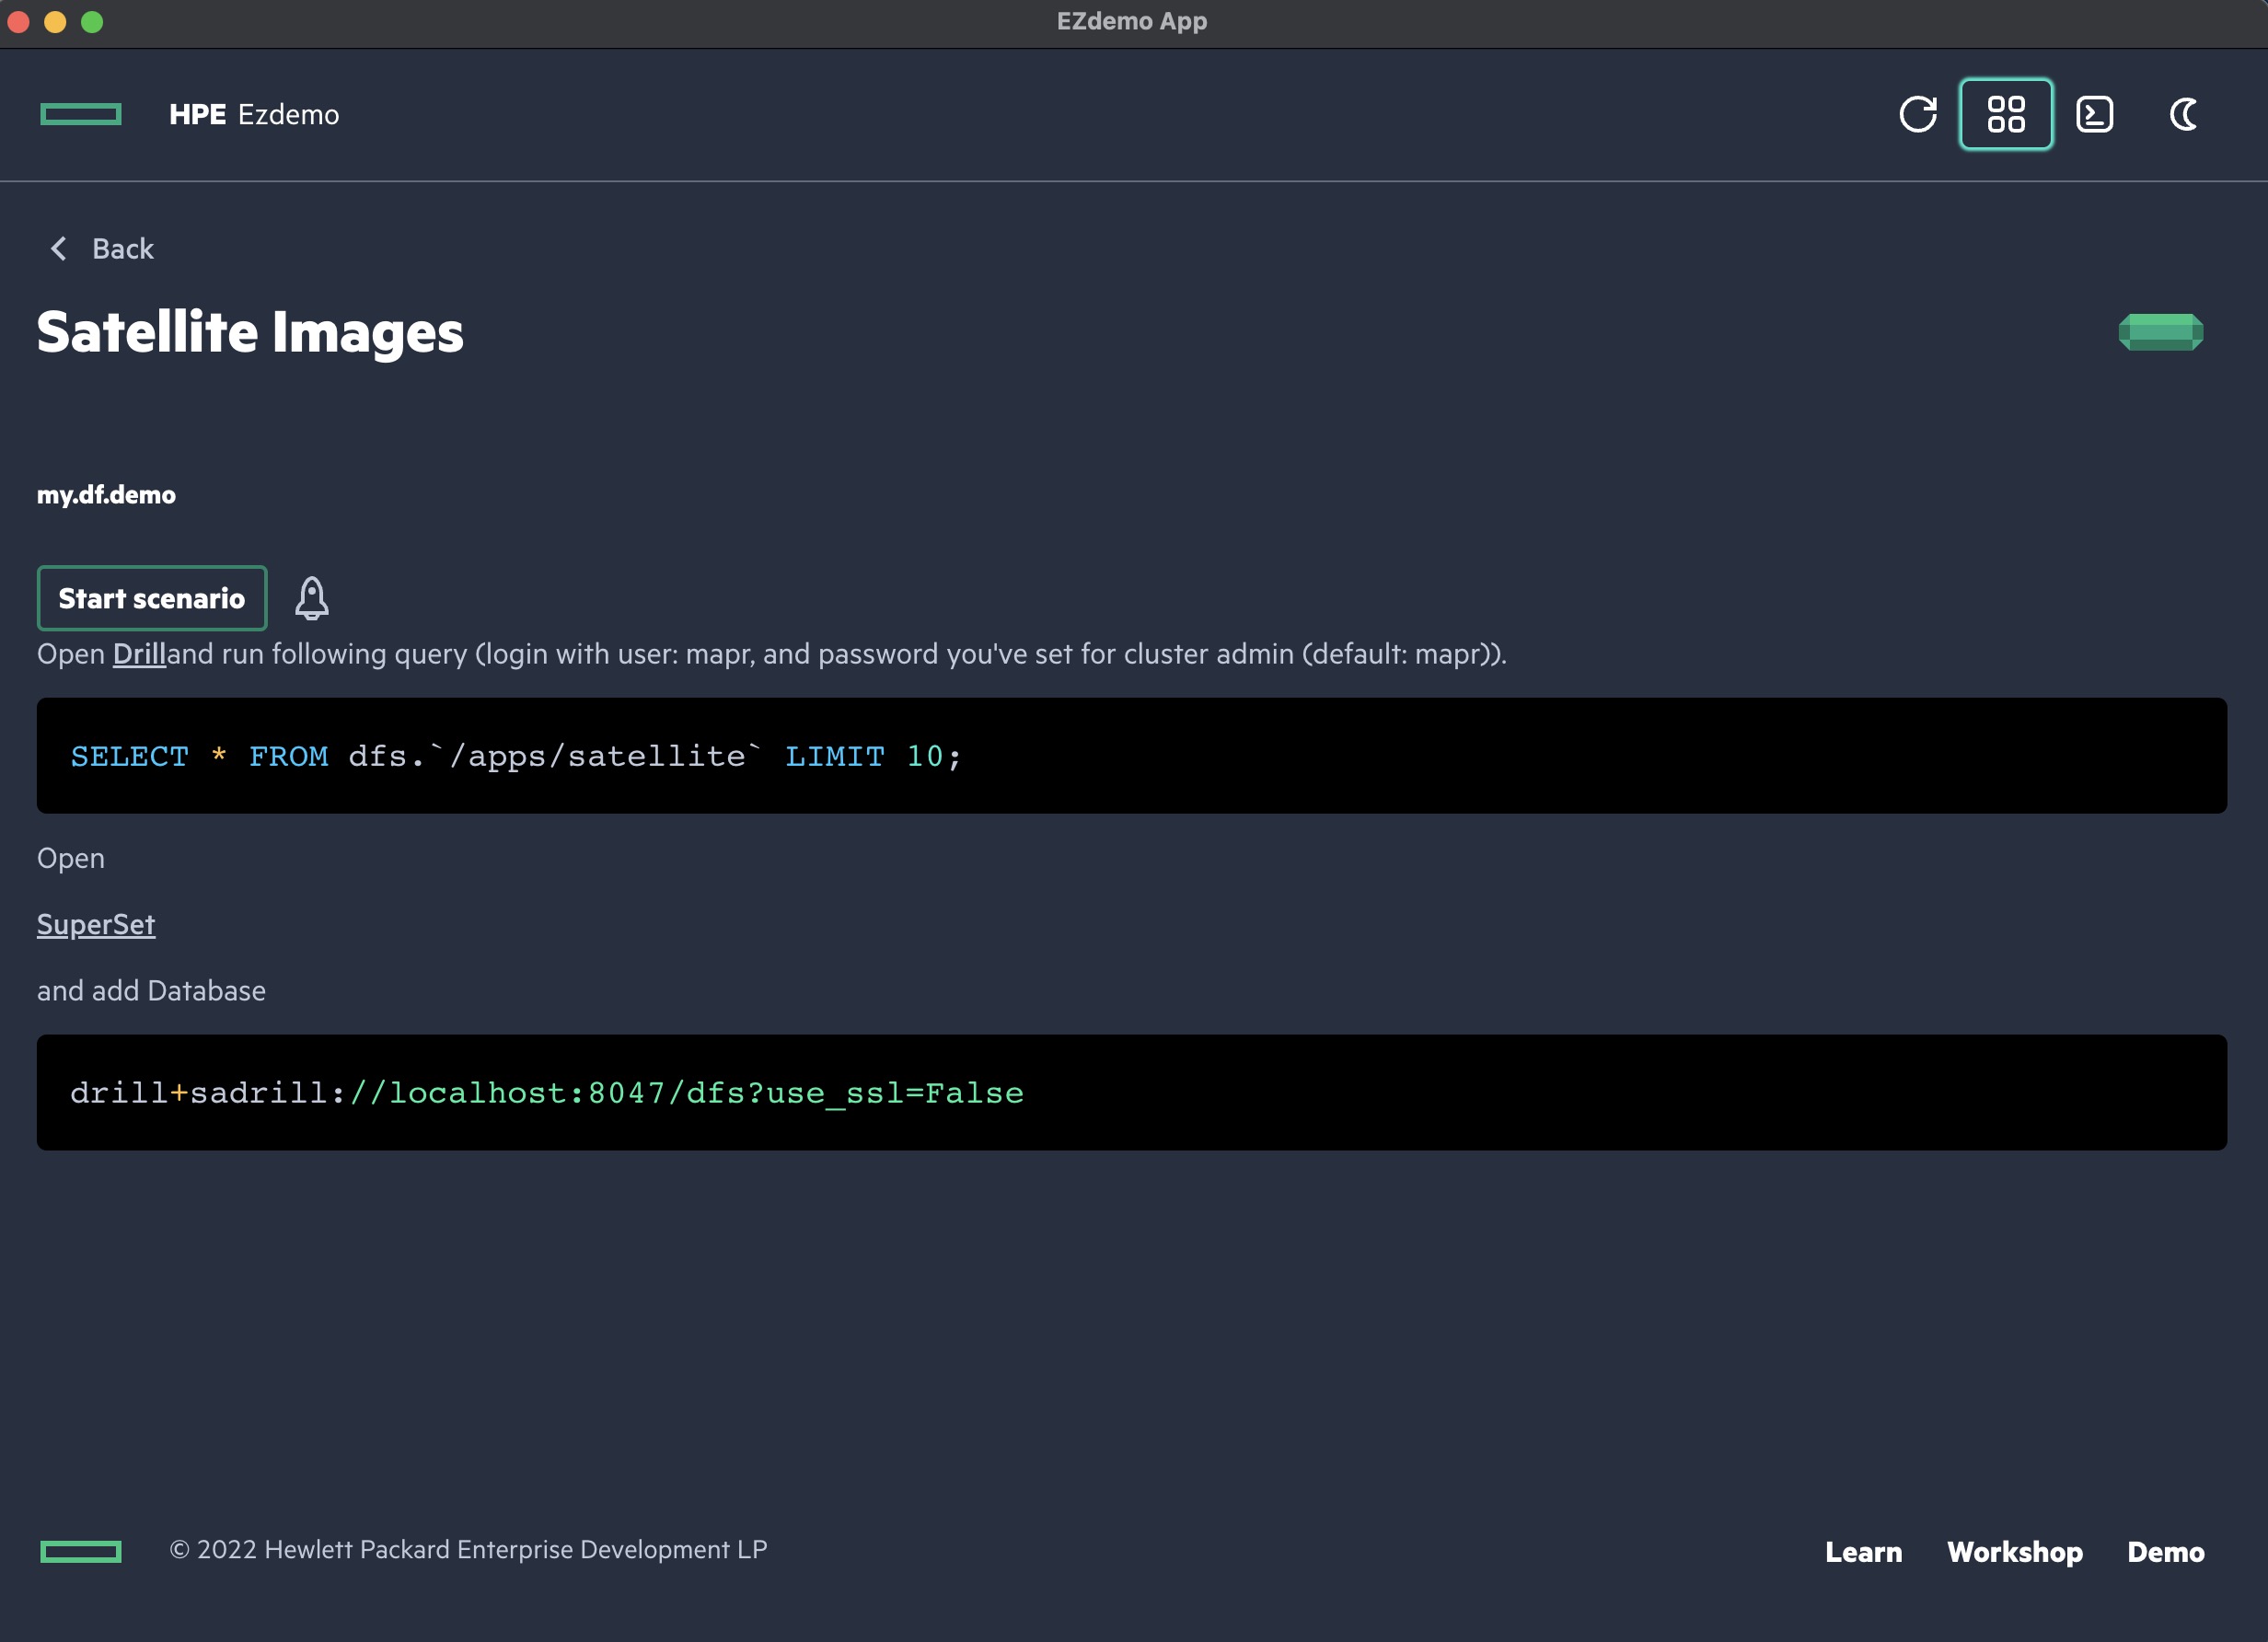 EZdemo App
HPE Ezdemo
Back
Satellite Images
my.df.demo
Start scenario
Open Drilland run following query (login with user: mapr, and password you've set for cluster admin (default: mapr)).
SELECT * FROM dfs.`/apps/satellite` LIMIT 10;
Open
SuperSet
and add Database
drill+sadrill://localhost:8047/dfs?use_ssl=False
© 2022 Hewlett Packard Enterprise Development LP
Learn Workshop Demo